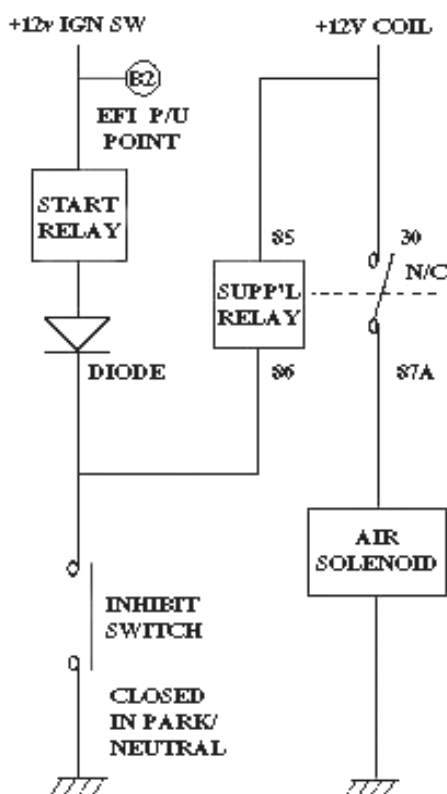 +12v IGN SW
+12V COIL
B2
EFI P/U
POINT
START
RELAY
85
30
N/C
SUPP'L
RELAY
DIODE
86
87A
AIR
SOLENOID
INHIBIT
SWITCH
CLOSED
IN PARK/
NEUTRAL